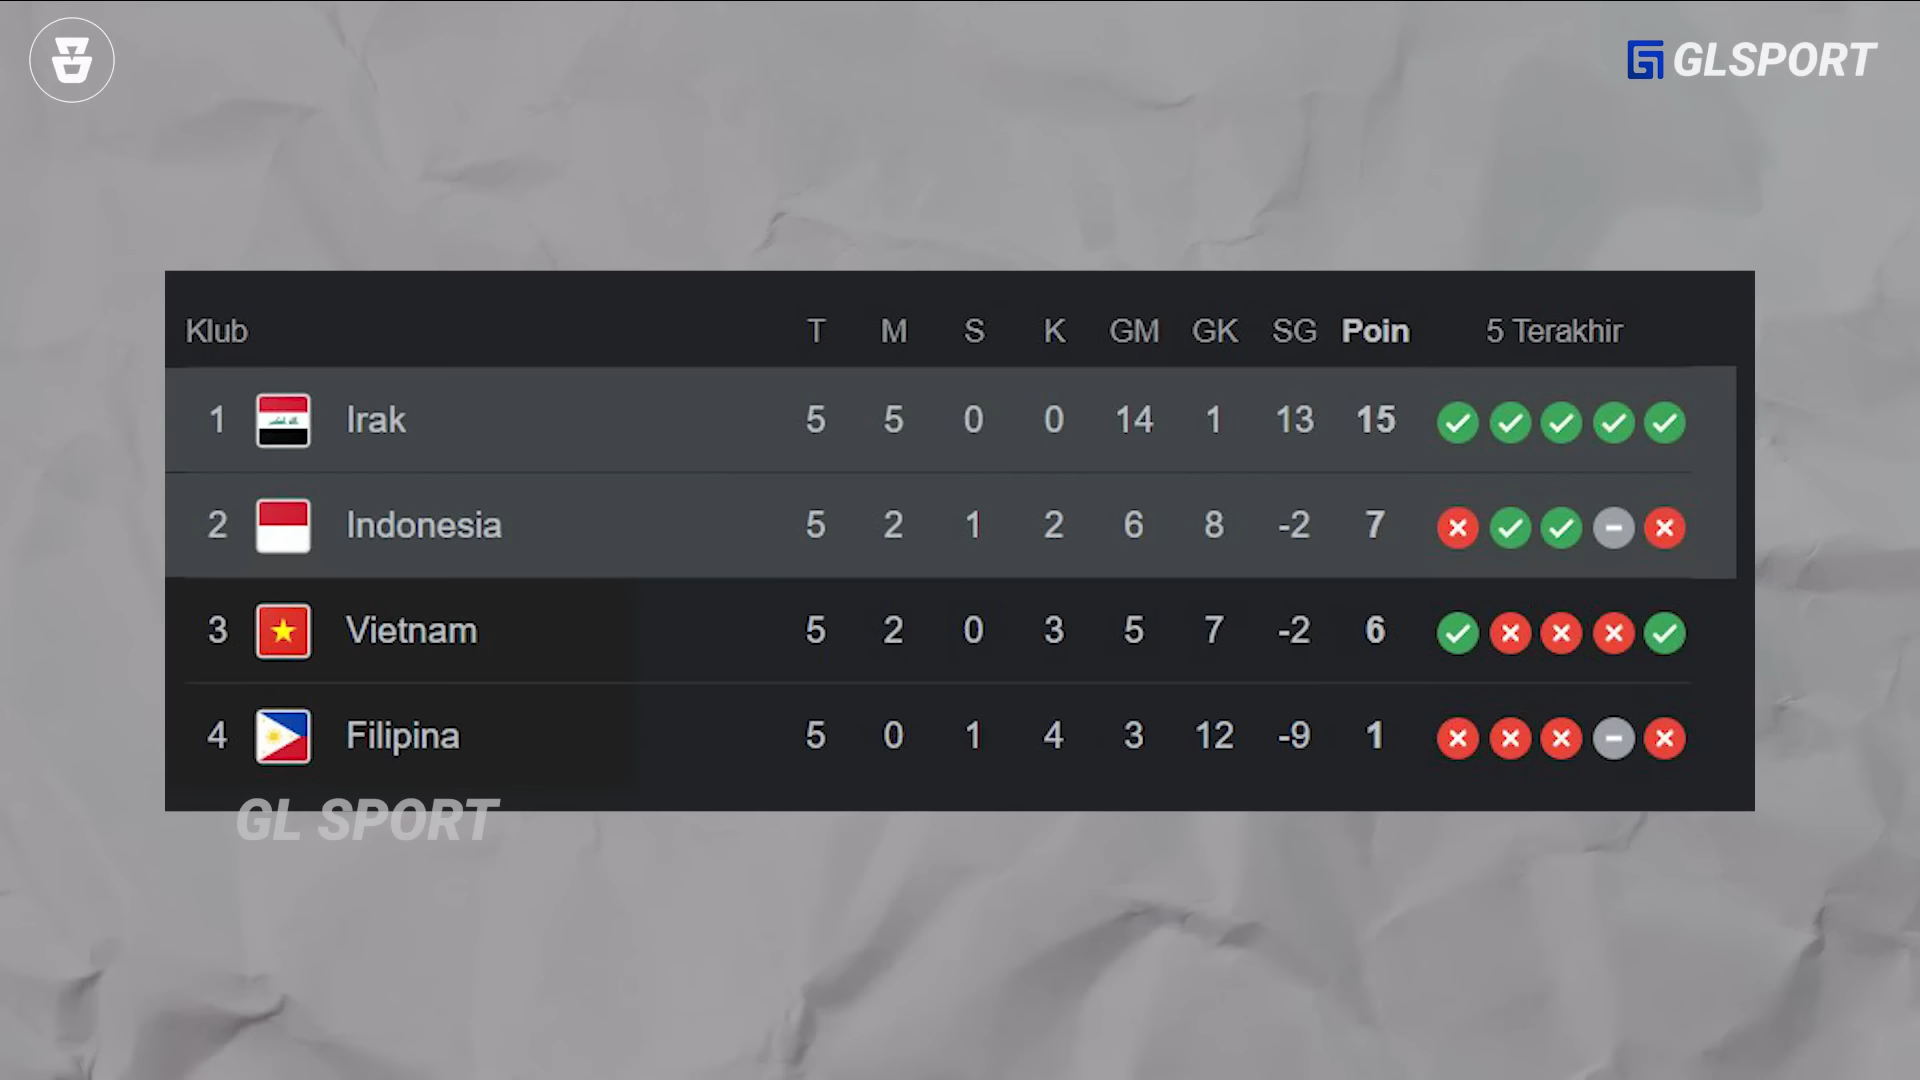 GLSPORT
Klub T M S K GM GK SG Poin 5 Terakhir
1 Irak 5 5 0 0 14 1 13 15
2 Indonesia 5 2 1 2 6 8 -2 7
3 Vietnam 5 2 0 3 5 7 -2 6
4 Filipina 5 0 1 4 3 12 -9 1
GL SPORT